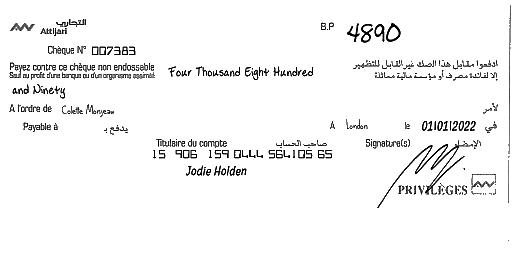 التجاري
Attijari
B.P 4890
Chèque N° 007383
Payez contre ce chèque non endossable
Sauf au profit d'une banque ou d'un organisme assimilé
Four Thousand Eight Hundred
ادفعوا مقابل هذا الصك غير القابل للتظهير
إلا لفائدة مصرف أو مؤسسة مالية مماثلة
and Ninety
A l'ordre de Colette Monjeau
لأمر
Payable à يدفع بـ
A London le 01/01/2022 في
Titulaire du compte صاحب الحساب
Signature(s) الإمضاء
15 906 159 0444 564105 65
Jodie Holden
PRIVILÈGES